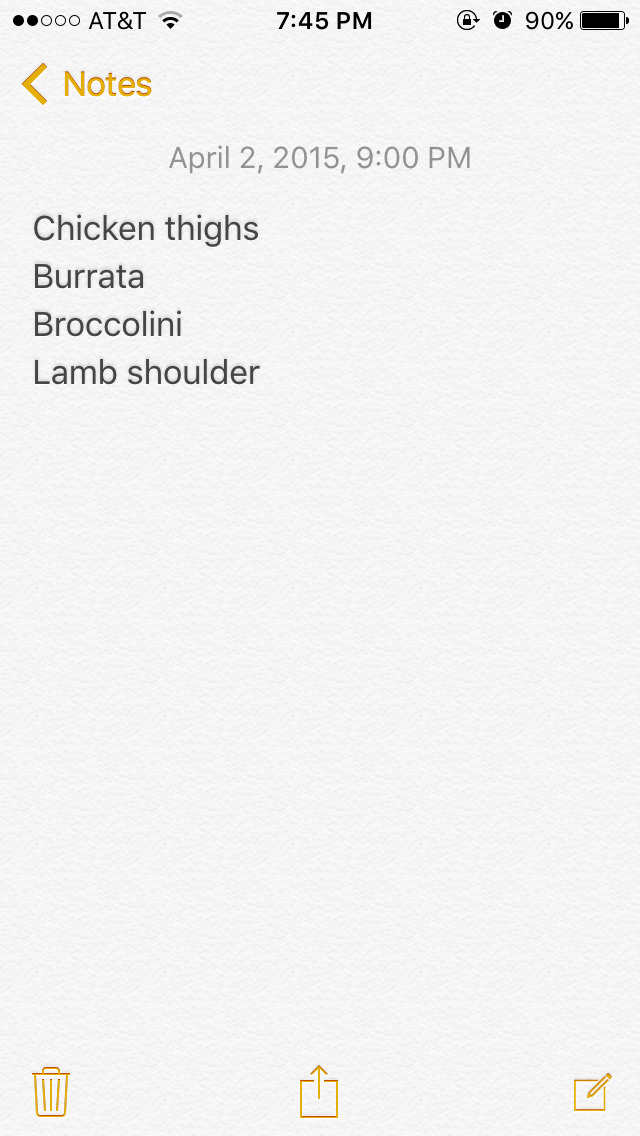 AT&T 7:45 PM 90%
Notes
April 2, 2015, 9:00 PM
Chicken thighs
Burrata
Broccolini
Lamb shoulder